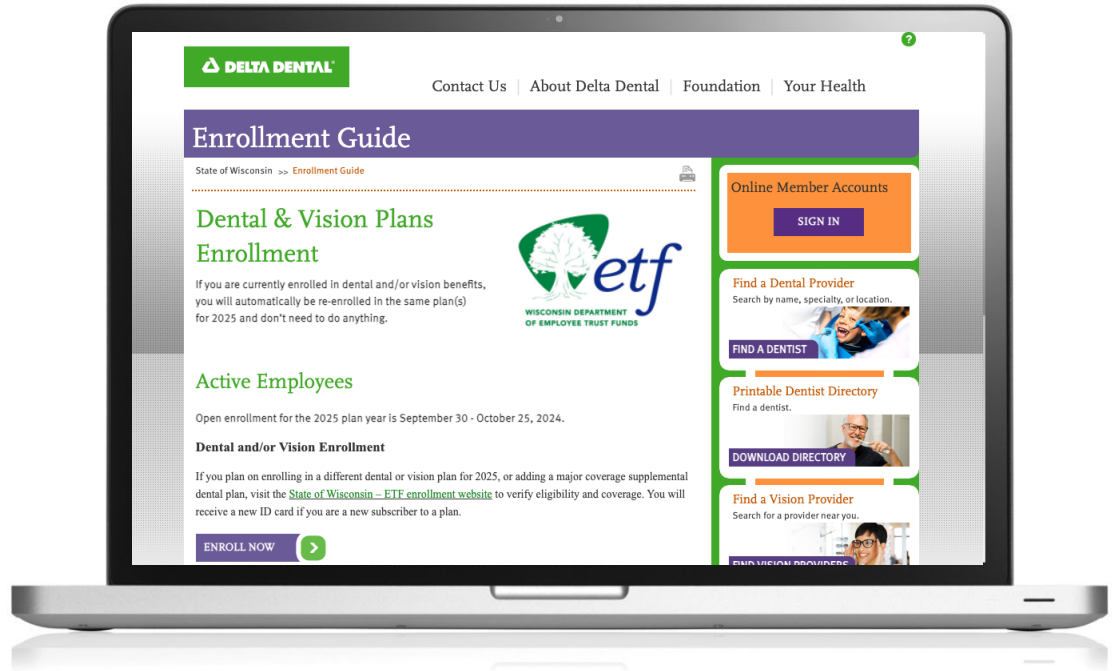 ?
DELTA DENTAL
Contact Us | About Delta Dental | Foundation | Your Health
Enrollment Guide
State of Wisconsin >> Enrollment Guide
Dental & Vision Plans
Enrollment
If you are currently enrolled in dental and/or vision benefits,
you will automatically be re-enrolled in the same plan(s)
for 2025 and don't need to do anything.
etf
WISCONSIN DEPARTMENT
OF EMPLOYEE TRUST FUNDS
Active Employees
Open enrollment for the 2025 plan year is September 30 - October 25, 2024.
Dental and/or Vision Enrollment
If you plan on enrolling in a different dental or vision plan for 2025, or adding a major coverage supplemental
dental plan, visit the State of Wisconsin – ETF enrollment website to verify eligibility and coverage. You will
receive a new ID card if you are a new subscriber to a plan.
ENROLL NOW
Online Member Accounts
SIGN IN
Find a Dental Provider
Search by name, specialty, or location.
FIND A DENTIST
Printable Dentist Directory
Find a dentist.
DOWNLOAD DIRECTORY
Find a Vision Provider
Search for a provider near you.
FIND VISION PROVIDERS